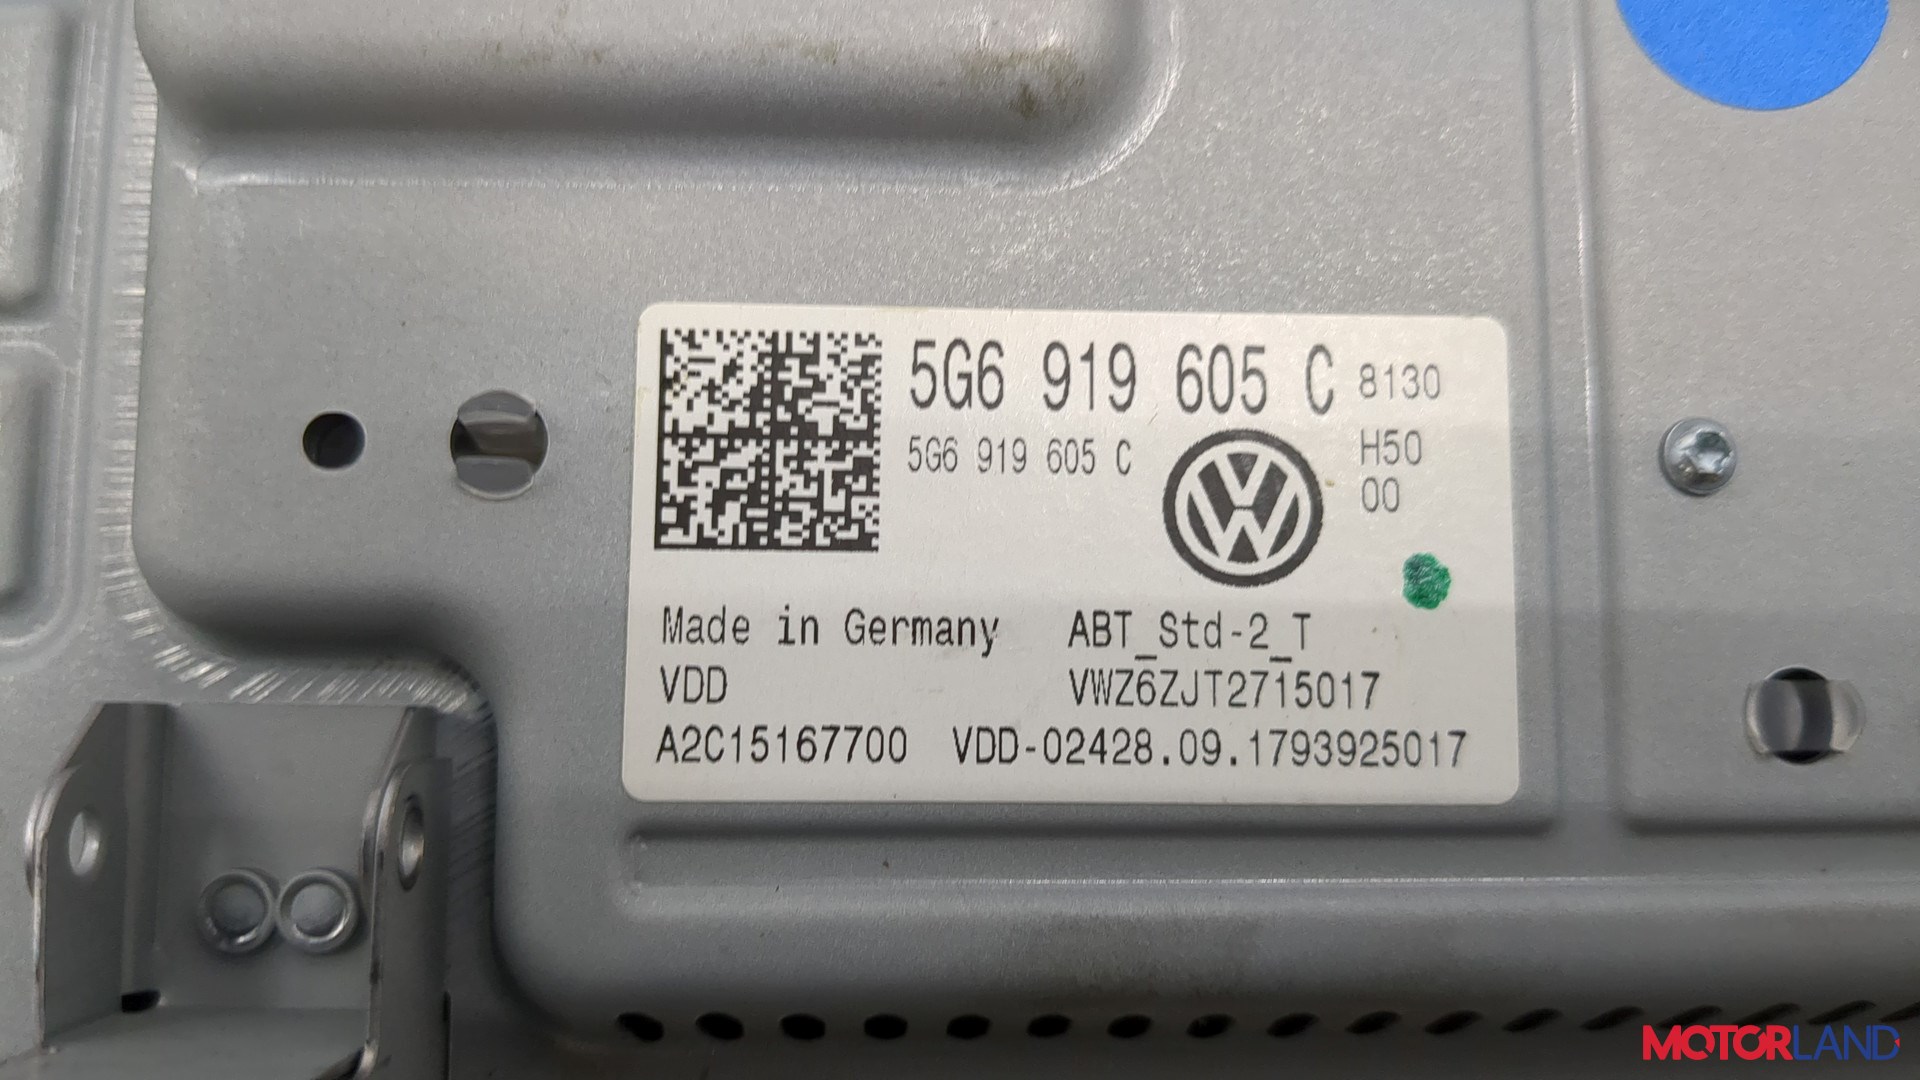 5G6 919 605 C 8130
5G6 919 605 C H50
00
Made in Germany ABT_Std-2_T
VDD VWZ6ZJT2715017
A2C15167700 VDD-02428.09.1793925017
MOTORLAND